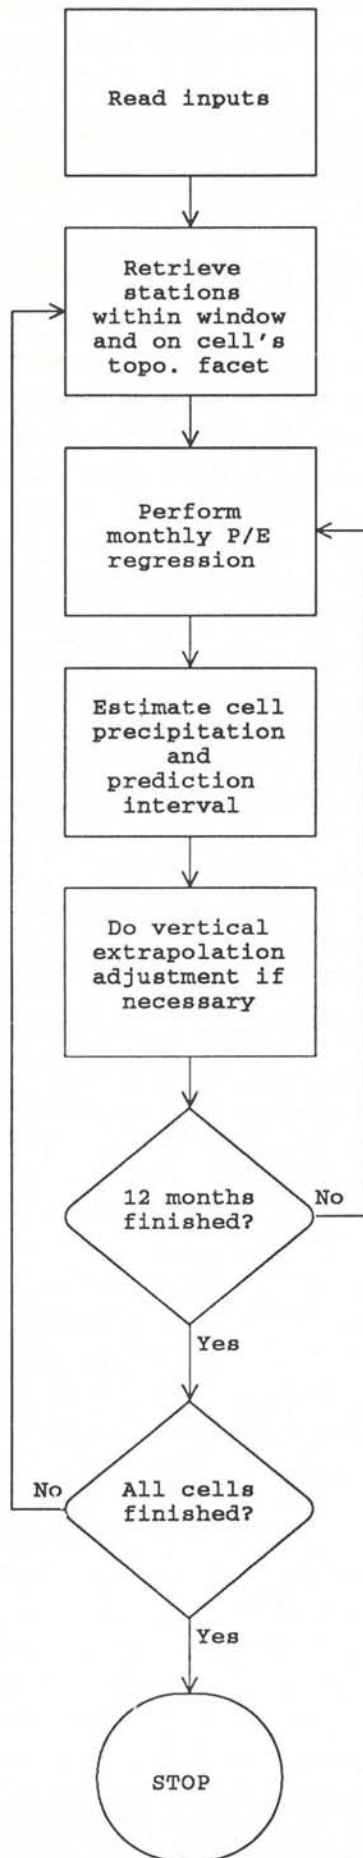 Read inputs
Retrieve
stations
within window
and on cell's
topo. facet
Perform
monthly P/E
regression
Estimate cell
precipitation
and
prediction
interval
Do vertical
extrapolation
adjustment if
necessary
12 months
finished?
No
Yes
No
All cells
finished?
Yes
STOP